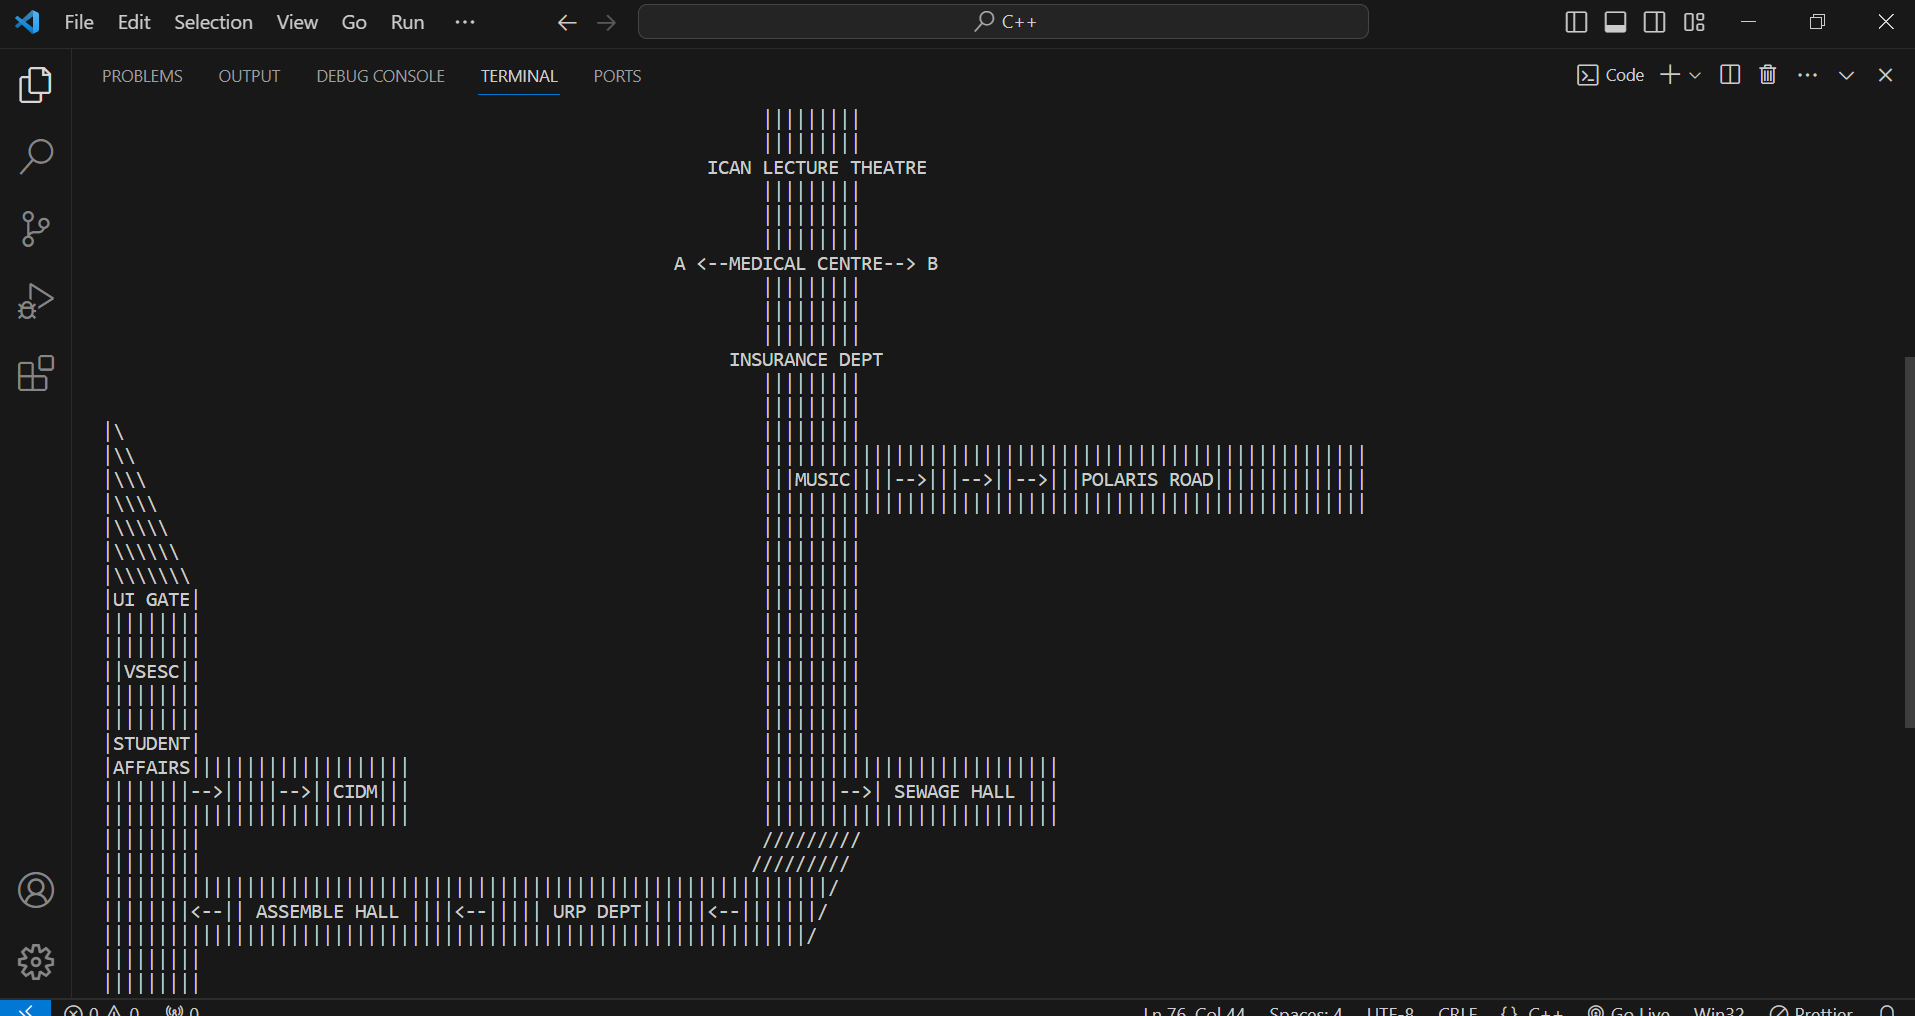 File Edit Selection View Go Run ···
C++
PROBLEMS OUTPUT DEBUG CONSOLE TERMINAL PORTS
Code
|||||||||
|||||||||
ICAN LECTURE THEATRE
|||||||||
|||||||||
|||||||||
A <--MEDICAL CENTRE--> B
|||||||||
|||||||||
|||||||||
INSURANCE DEPT
|||||||||
|||||||||
|\ |||||||||
|\\ |||||||||||||||||||||||||||||||||||||||||||||||||||||||
|\\\ |||MUSIC||||-->|||-->||-->|||POLARIS ROAD||||||||||||||
|\\\\ |||||||||||||||||||||||||||||||||||||||||||||||||||||||
|\\\\\ |||||||||
|\\\\\\ |||||||||
|\\\\\\\ |||||||||
|UI GATE| |||||||||
||||||||| |||||||||
||||||||| |||||||||
||VSESC|| |||||||||
||||||||| |||||||||
||||||||| |||||||||
|STUDENT| |||||||||
|AFFAIRS|||||||||||||||||||| |||||||||||||||||||||||||||
||||||||-->|||||-->||CIDM||| |||||||-->| SEWAGE HALL |||
|||||||||||||||||||||||||||| |||||||||||||||||||||||||||
||||||||| /////////
||||||||| /////////
||||||||||||||||||||||||||||||||||||||||||||||||||||||||||||||||||/
||||||||<--|| ASSEMBLE HALL ||||<--||||| URP DEPT||||||<--|||||||/
||||||||||||||||||||||||||||||||||||||||||||||||||||||||||||||||/
|||||||||
|||||||||
0 0 0 Ln 76, Col 44 Spaces: 4 UTF-8 CRLF {} C++ Go Live Win32 Prettier